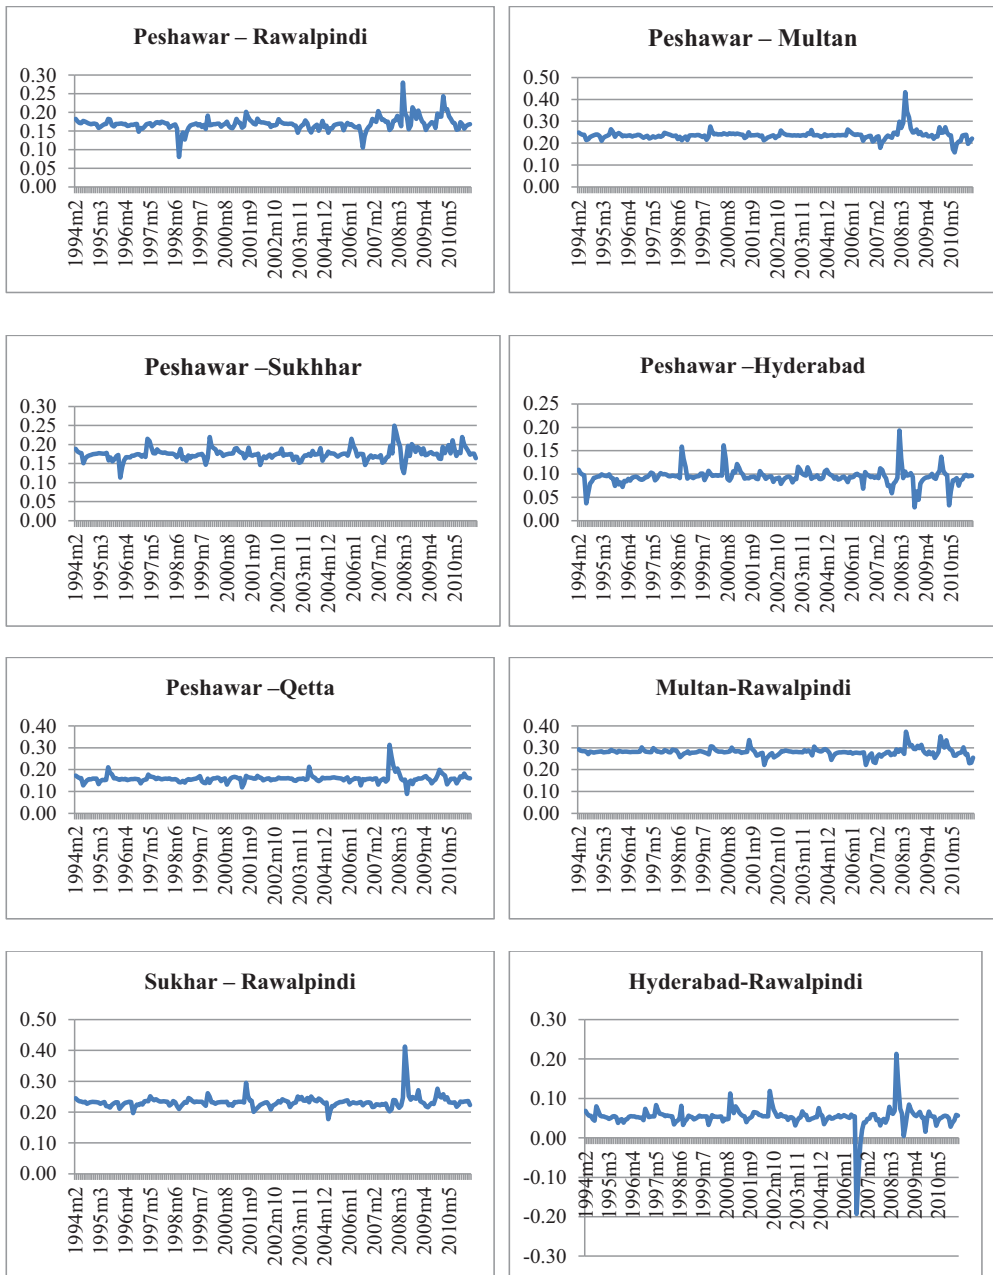 Peshawar – Rawalpindi
0.30
0.25
0.20
0.15
0.10
0.05
0.00
1994m2
1995m3
1996m4
1997m5
1998m6
1999m7
2000m8
2001m9
2002m10
2003m11
2004m12
2006m1
2007m2
2008m3
2009m4
2010m5
Peshawar – Multan
0.50
0.40
0.30
0.20
0.10
0.00
1994m2
1995m3
1996m4
1997m5
1998m6
1999m7
2000m8
2001m9
2002m10
2003m11
2004m12
2006m1
2007m2
2008m3
2009m4
2010m5
Peshawar –Sukhhar
0.30
0.25
0.20
0.15
0.10
0.05
0.00
1994m2
1995m3
1996m4
1997m5
1998m6
1999m7
2000m8
2001m9
2002m10
2003m11
2004m12
2006m1
2007m2
2008m3
2009m4
2010m5
Peshawar –Hyderabad
0.25
0.20
0.15
0.10
0.05
0.00
1994m2
1995m3
1996m4
1997m5
1998m6
1999m7
2000m8
2001m9
2002m10
2003m11
2004m12
2006m1
2007m2
2008m3
2009m4
2010m5
Peshawar –Qetta
0.40
0.30
0.20
0.10
0.00
1994m2
1995m3
1996m4
1997m5
1998m6
1999m7
2000m8
2001m9
2002m10
2003m11
2004m12
2006m1
2007m2
2008m3
2009m4
2010m5
Multan-Rawalpindi
0.40
0.30
0.20
0.10
0.00
1994m2
1995m3
1996m4
1997m5
1998m6
1999m7
2000m8
2001m9
2002m10
2003m11
2004m12
2006m1
2007m2
2008m3
2009m4
2010m5
Sukhar – Rawalpindi
0.50
0.40
0.30
0.20
0.10
0.00
1994m2
1995m3
1996m4
1997m5
1998m6
1999m7
2000m8
2001m9
2002m10
2003m11
2004m12
2006m1
2007m2
2008m3
2009m4
2010m5
Hyderabad-Rawalpindi
0.30
0.20
0.10
0.00
-0.10
-0.20
-0.30
1994m2
1995m3
1996m4
1997m5
1998m6
1999m7
2000m8
2001m9
2002m10
2003m11
2004m12
2006m1
2007m2
2008m3
2009m4
2010m5